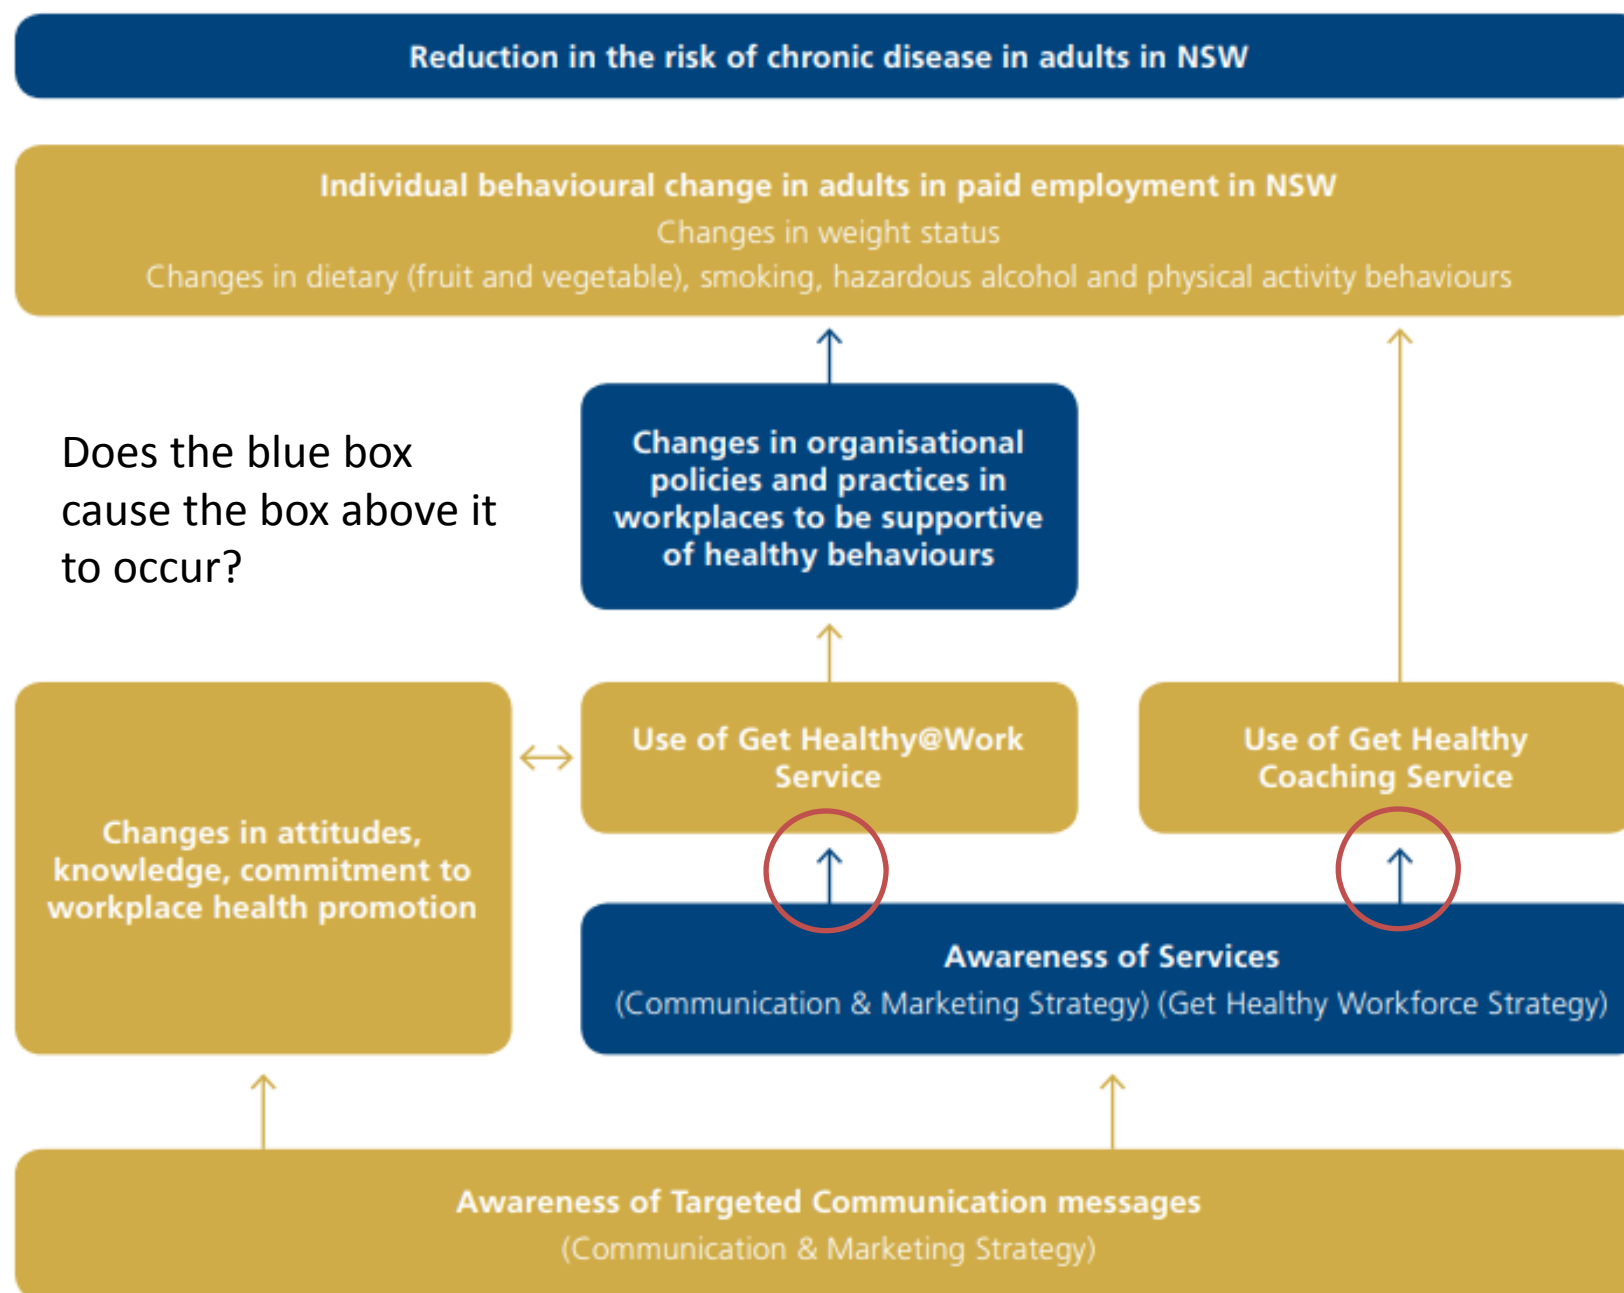 Reduction in the risk of chronic disease in adults in NSW
Individual behavioural change in adults in paid employment in NSW
Changes in weight status
Changes in dietary (fruit and vegetable), smoking, hazardous alcohol and physical activity behaviours
Does the blue box
cause the box above it
to occur?
Changes in organisational
policies and practices in
workplaces to be supportive
of healthy behaviours
Changes in attitudes,
knowledge, commitment to
workplace health promotion
Use of Get Healthy@Work
Service
Use of Get Healthy
Coaching Service
Awareness of Services
(Communication & Marketing Strategy) (Get Healthy Workforce Strategy)
Awareness of Targeted Communication messages
(Communication & Marketing Strategy)